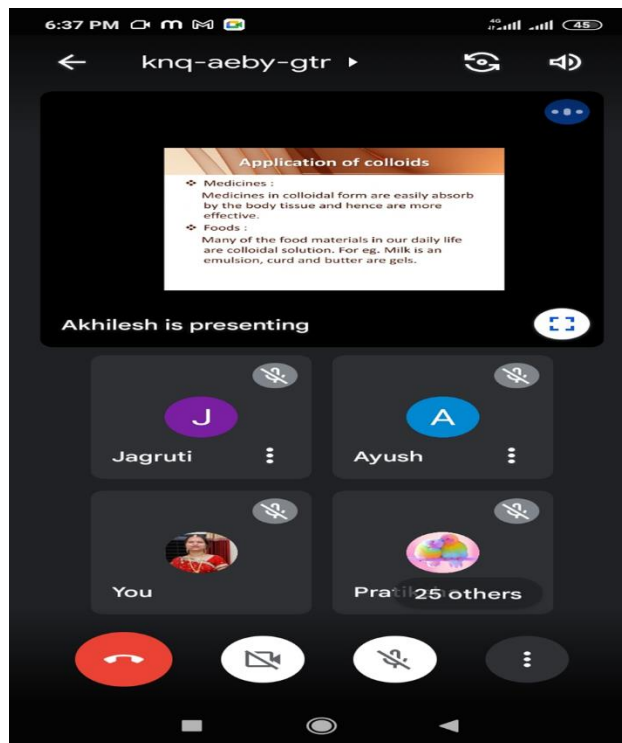 6:37 PM
4G
45
knq-aeby-gtr
Application of colloids
❖ Medicines :
Medicines in colloidal form are easily absorb
by the body tissue and hence are more
effective.
❖ Foods :
Many of the food materials in our daily life
are colloidal solution. For eg. Milk is an
emulsion, curd and butter are gels.
Akhilesh is presenting
J
A
Jagruti
Ayush
You
25 others